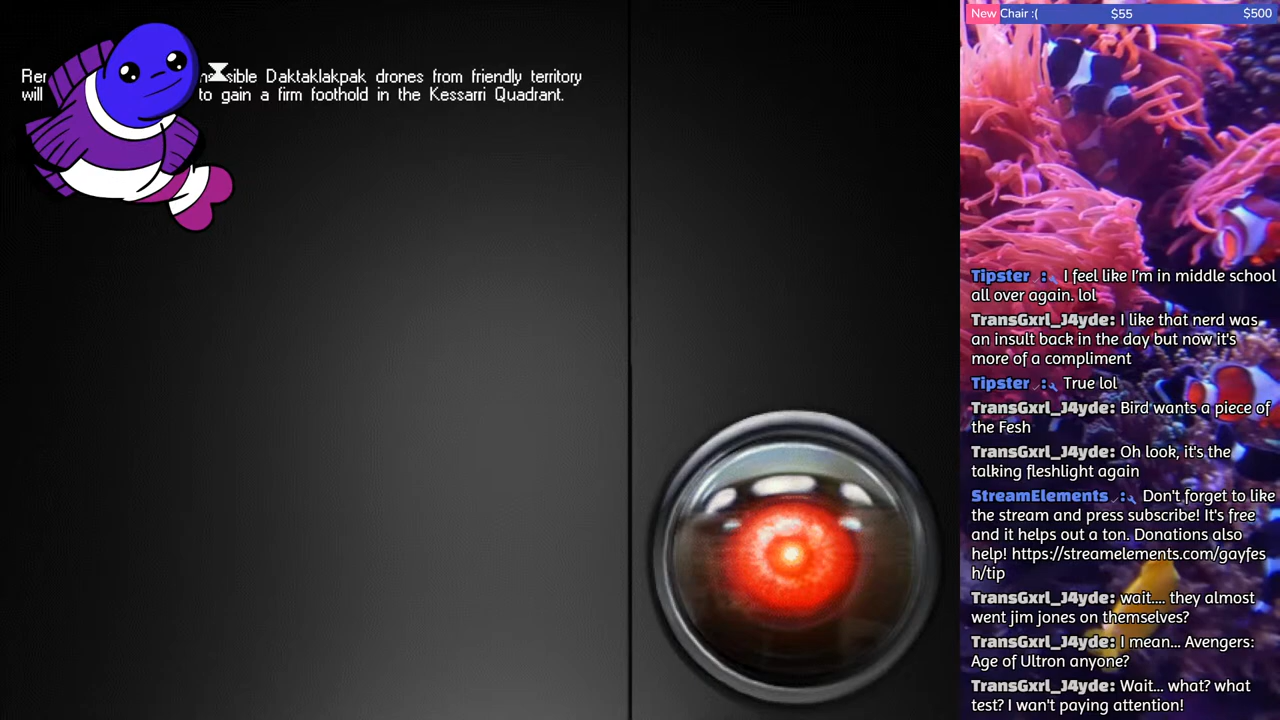 New Chair :( $55 $500
sible Daktaklakpak drones from friendly territory
will to gain a firm foothold in the Kessarri Quadrant.
Tipster : I feel like I'm in middle school
all over again. lol
TransGxrl_J4yde: I like that nerd was
an insult back in the day but now it's
more of a compliment
Tipster : True lol
TransGxrl_J4yde: Bird wants a piece of
the Fesh
TransGxrl_J4yde: Oh look, it's the
talking fleshlight again
StreamElements : Don't forget to like
the stream and press subscribe! It's free
and it helps out a ton. Donations also
help! https://streamelements.com/gayfes
h/tip
TransGxrl_J4yde: wait.... they almost
went jim jones on themselves?
TransGxrl_J4yde: I mean... Avengers:
Age of Ultron anyone?
TransGxrl_J4yde: Wait... what? what
test? I wan't paying attention!